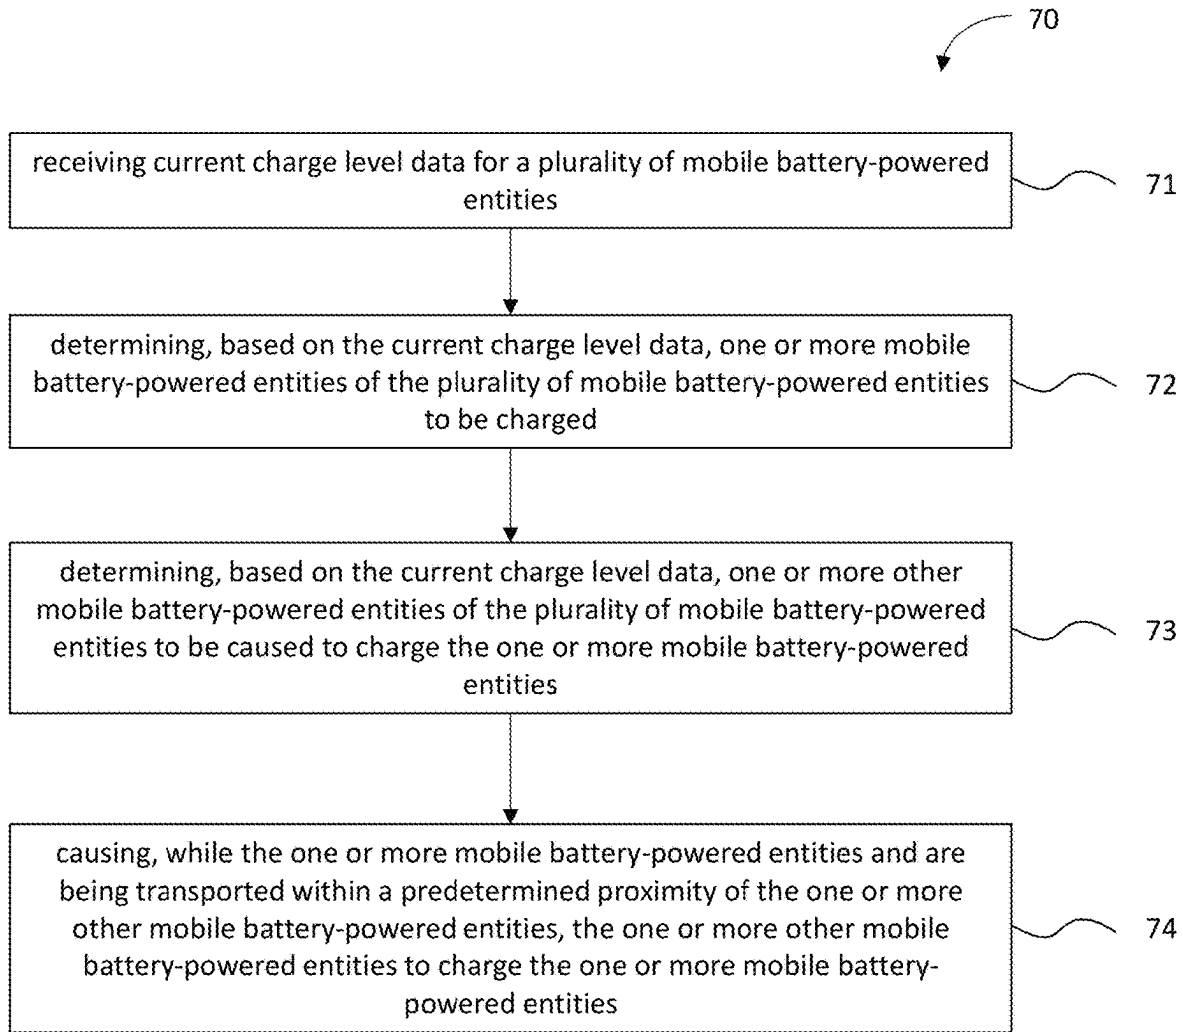 70
receiving current charge level data for a plurality of mobile battery-powered
entities
71
determining, based on the current charge level data, one or more mobile
battery-powered entities of the plurality of mobile battery-powered entities
to be charged
72
determining, based on the current charge level data, one or more other
mobile battery-powered entities of the plurality of mobile battery-powered
entities to be caused to charge the one or more mobile battery-powered
entities
73
causing, while the one or more mobile battery-powered entities and are
being transported within a predetermined proximity of the one or more
other mobile battery-powered entities, the one or more other mobile
battery-powered entities to charge the one or more mobile battery-
powered entities
74